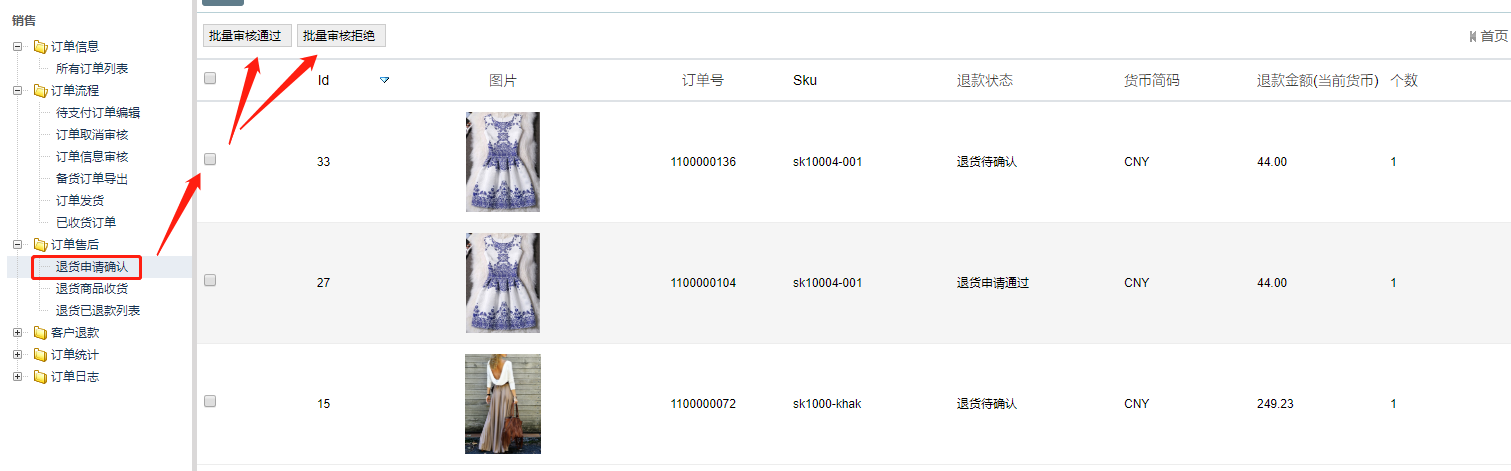 销售
订单信息
所有订单列表
订单流程
待支付订单编辑
订单取消审核
订单信息审核
备货订单导出
订单发货
已收货订单
订单售后
退货申请确认
退货商品收货
退货已退款列表
客户退款
订单统计
订单日志
批量审核通过 批量审核拒绝 首页
Id 图片 订单号 Sku 退款状态 货币简码 退款金额(当前货币) 个数
33 1100000136 sk10004-001 退货待确认 CNY 44.00 1
27 1100000104 sk10004-001 退货申请通过 CNY 44.00 1
15 1100000072 sk1000-khak 退货待确认 CNY 249.23 1